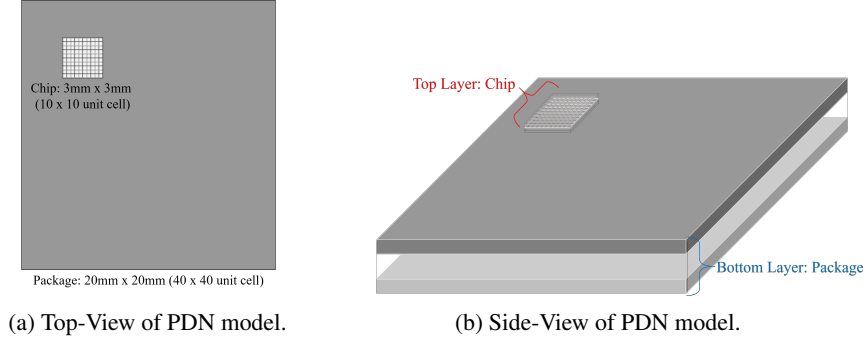 Chip: 3mm x 3mm
(10 x 10 unit cell)
Package: 20mm x 20mm (40 x 40 unit cell)
(a) Top-View of PDN model.
Top Layer: Chip
Bottom Layer: Package
(b) Side-View of PDN model.